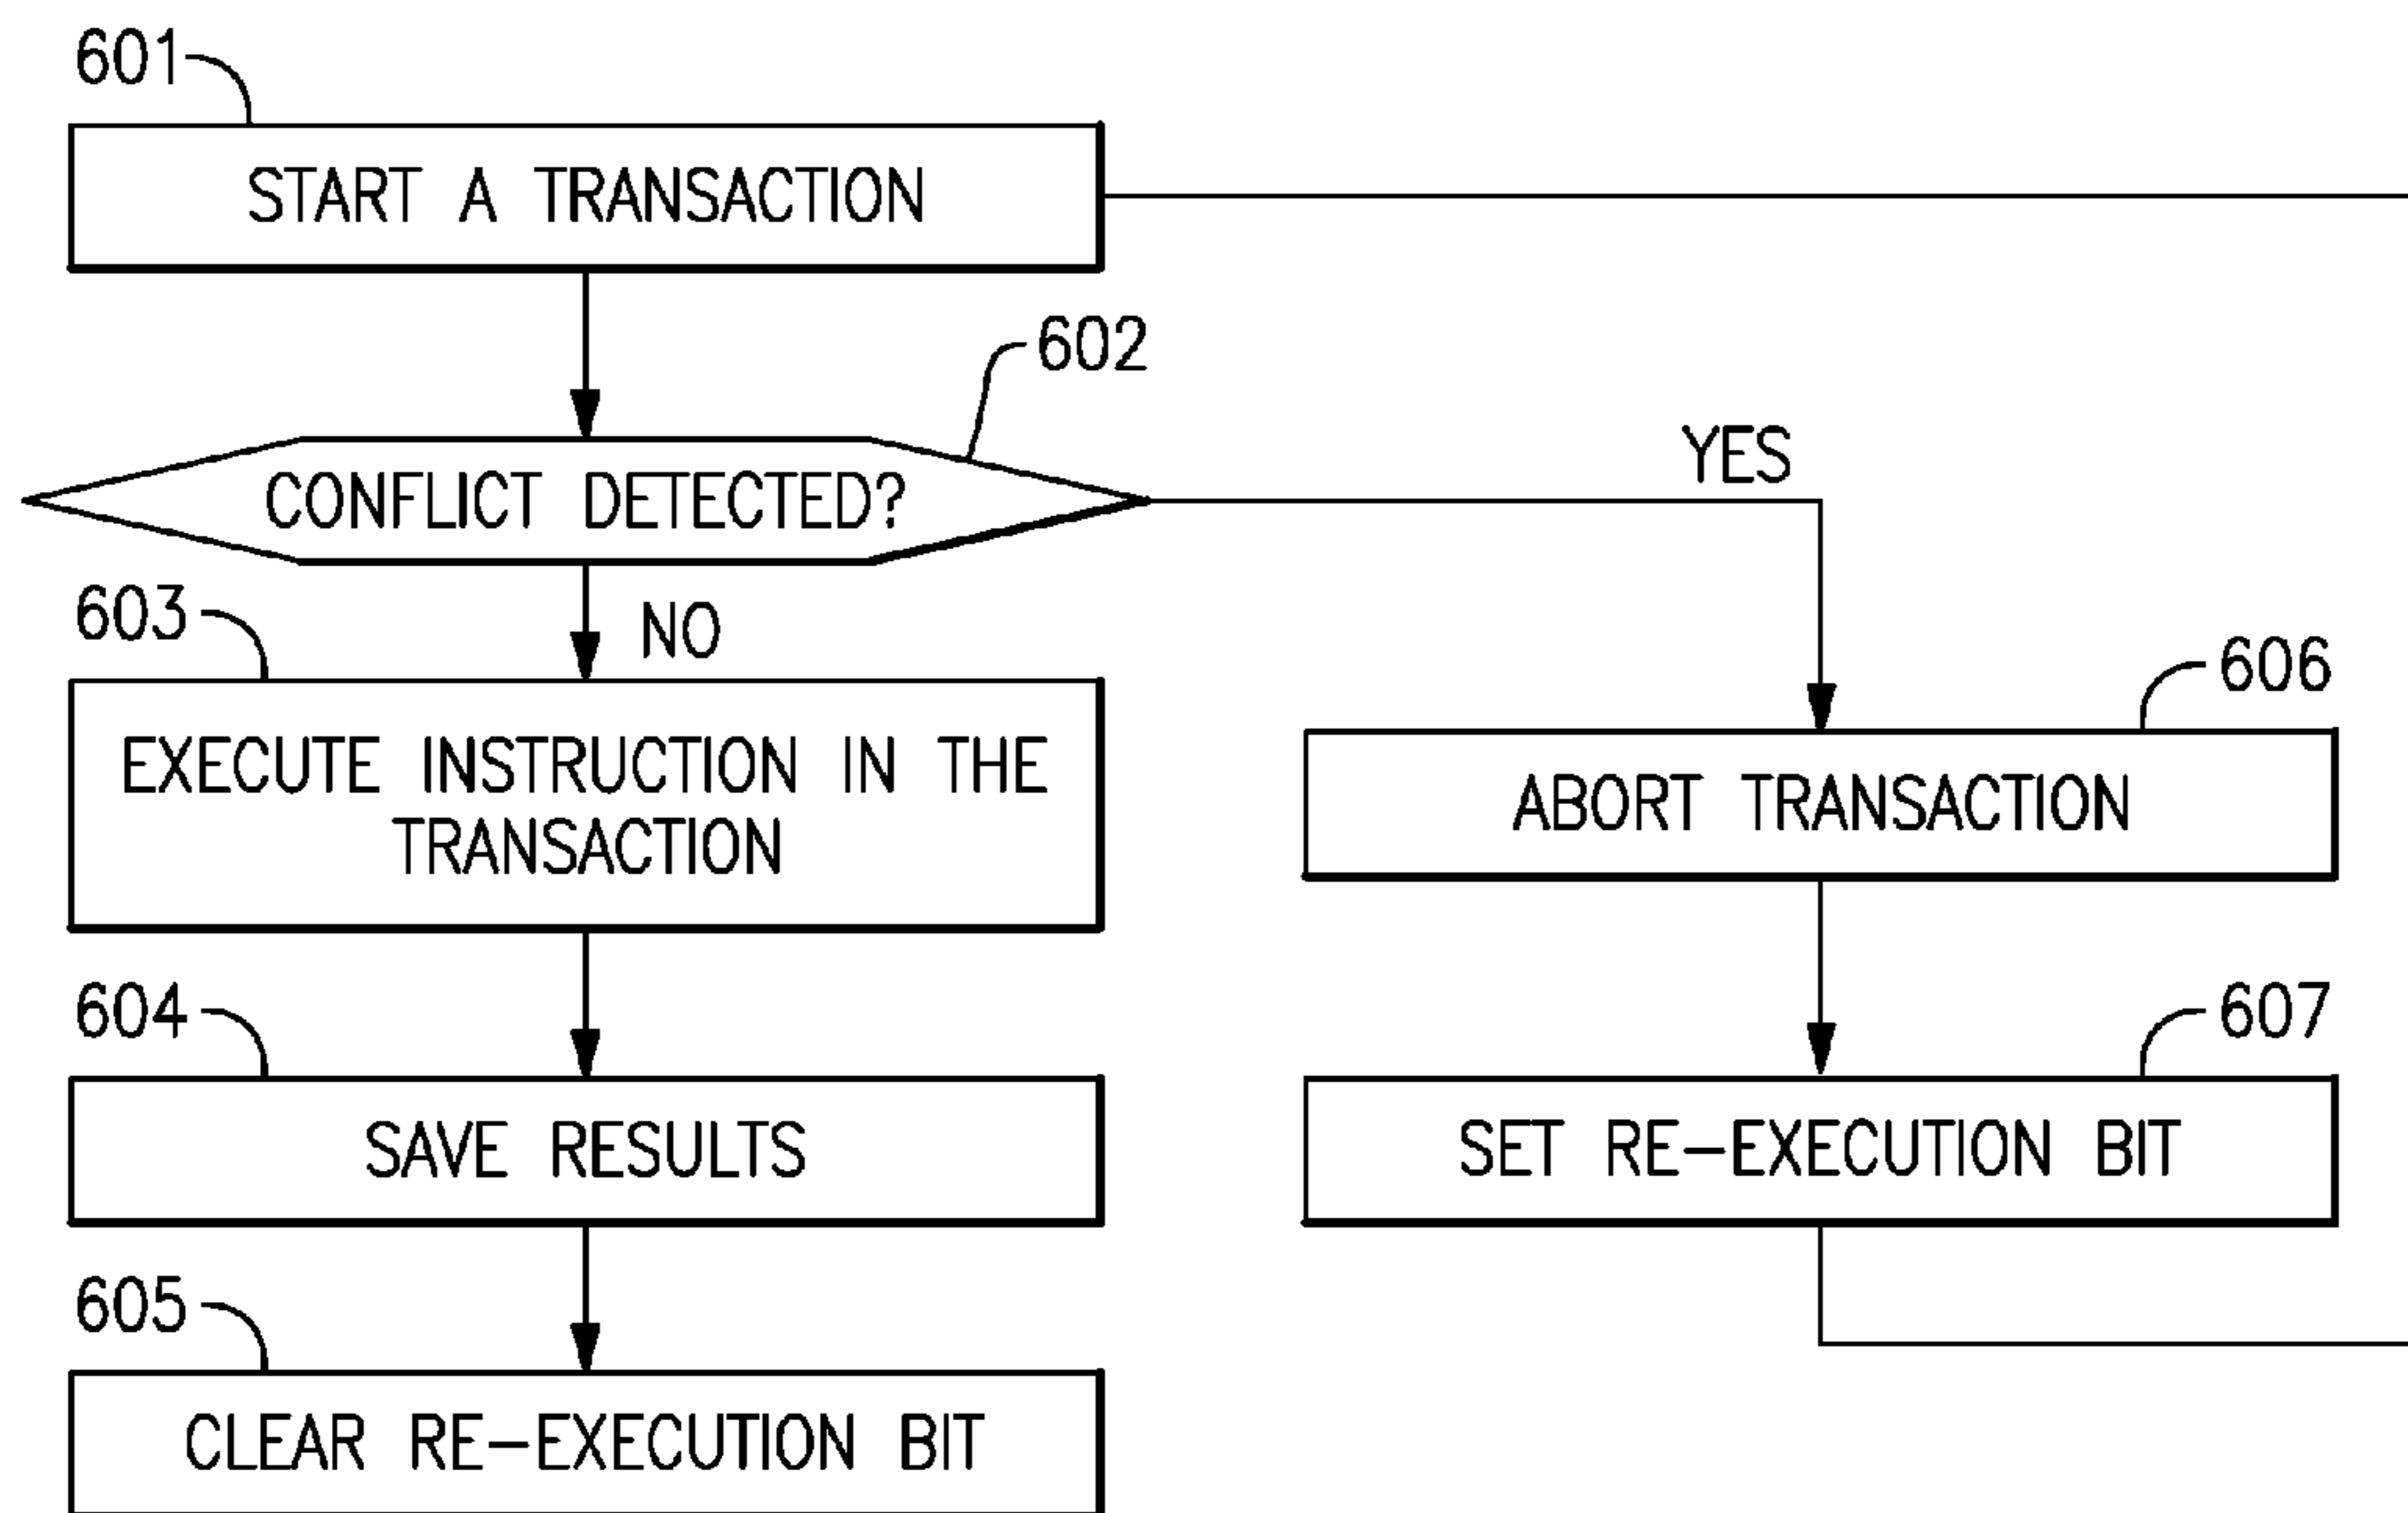 601
START A TRANSACTION
602
CONFLICT DETECTED?
YES
NO
603
EXECUTE INSTRUCTION IN THE
TRANSACTION
606
ABORT TRANSACTION
604
SAVE RESULTS
607
SET RE-EXECUTION BIT
605
CLEAR RE-EXECUTION BIT